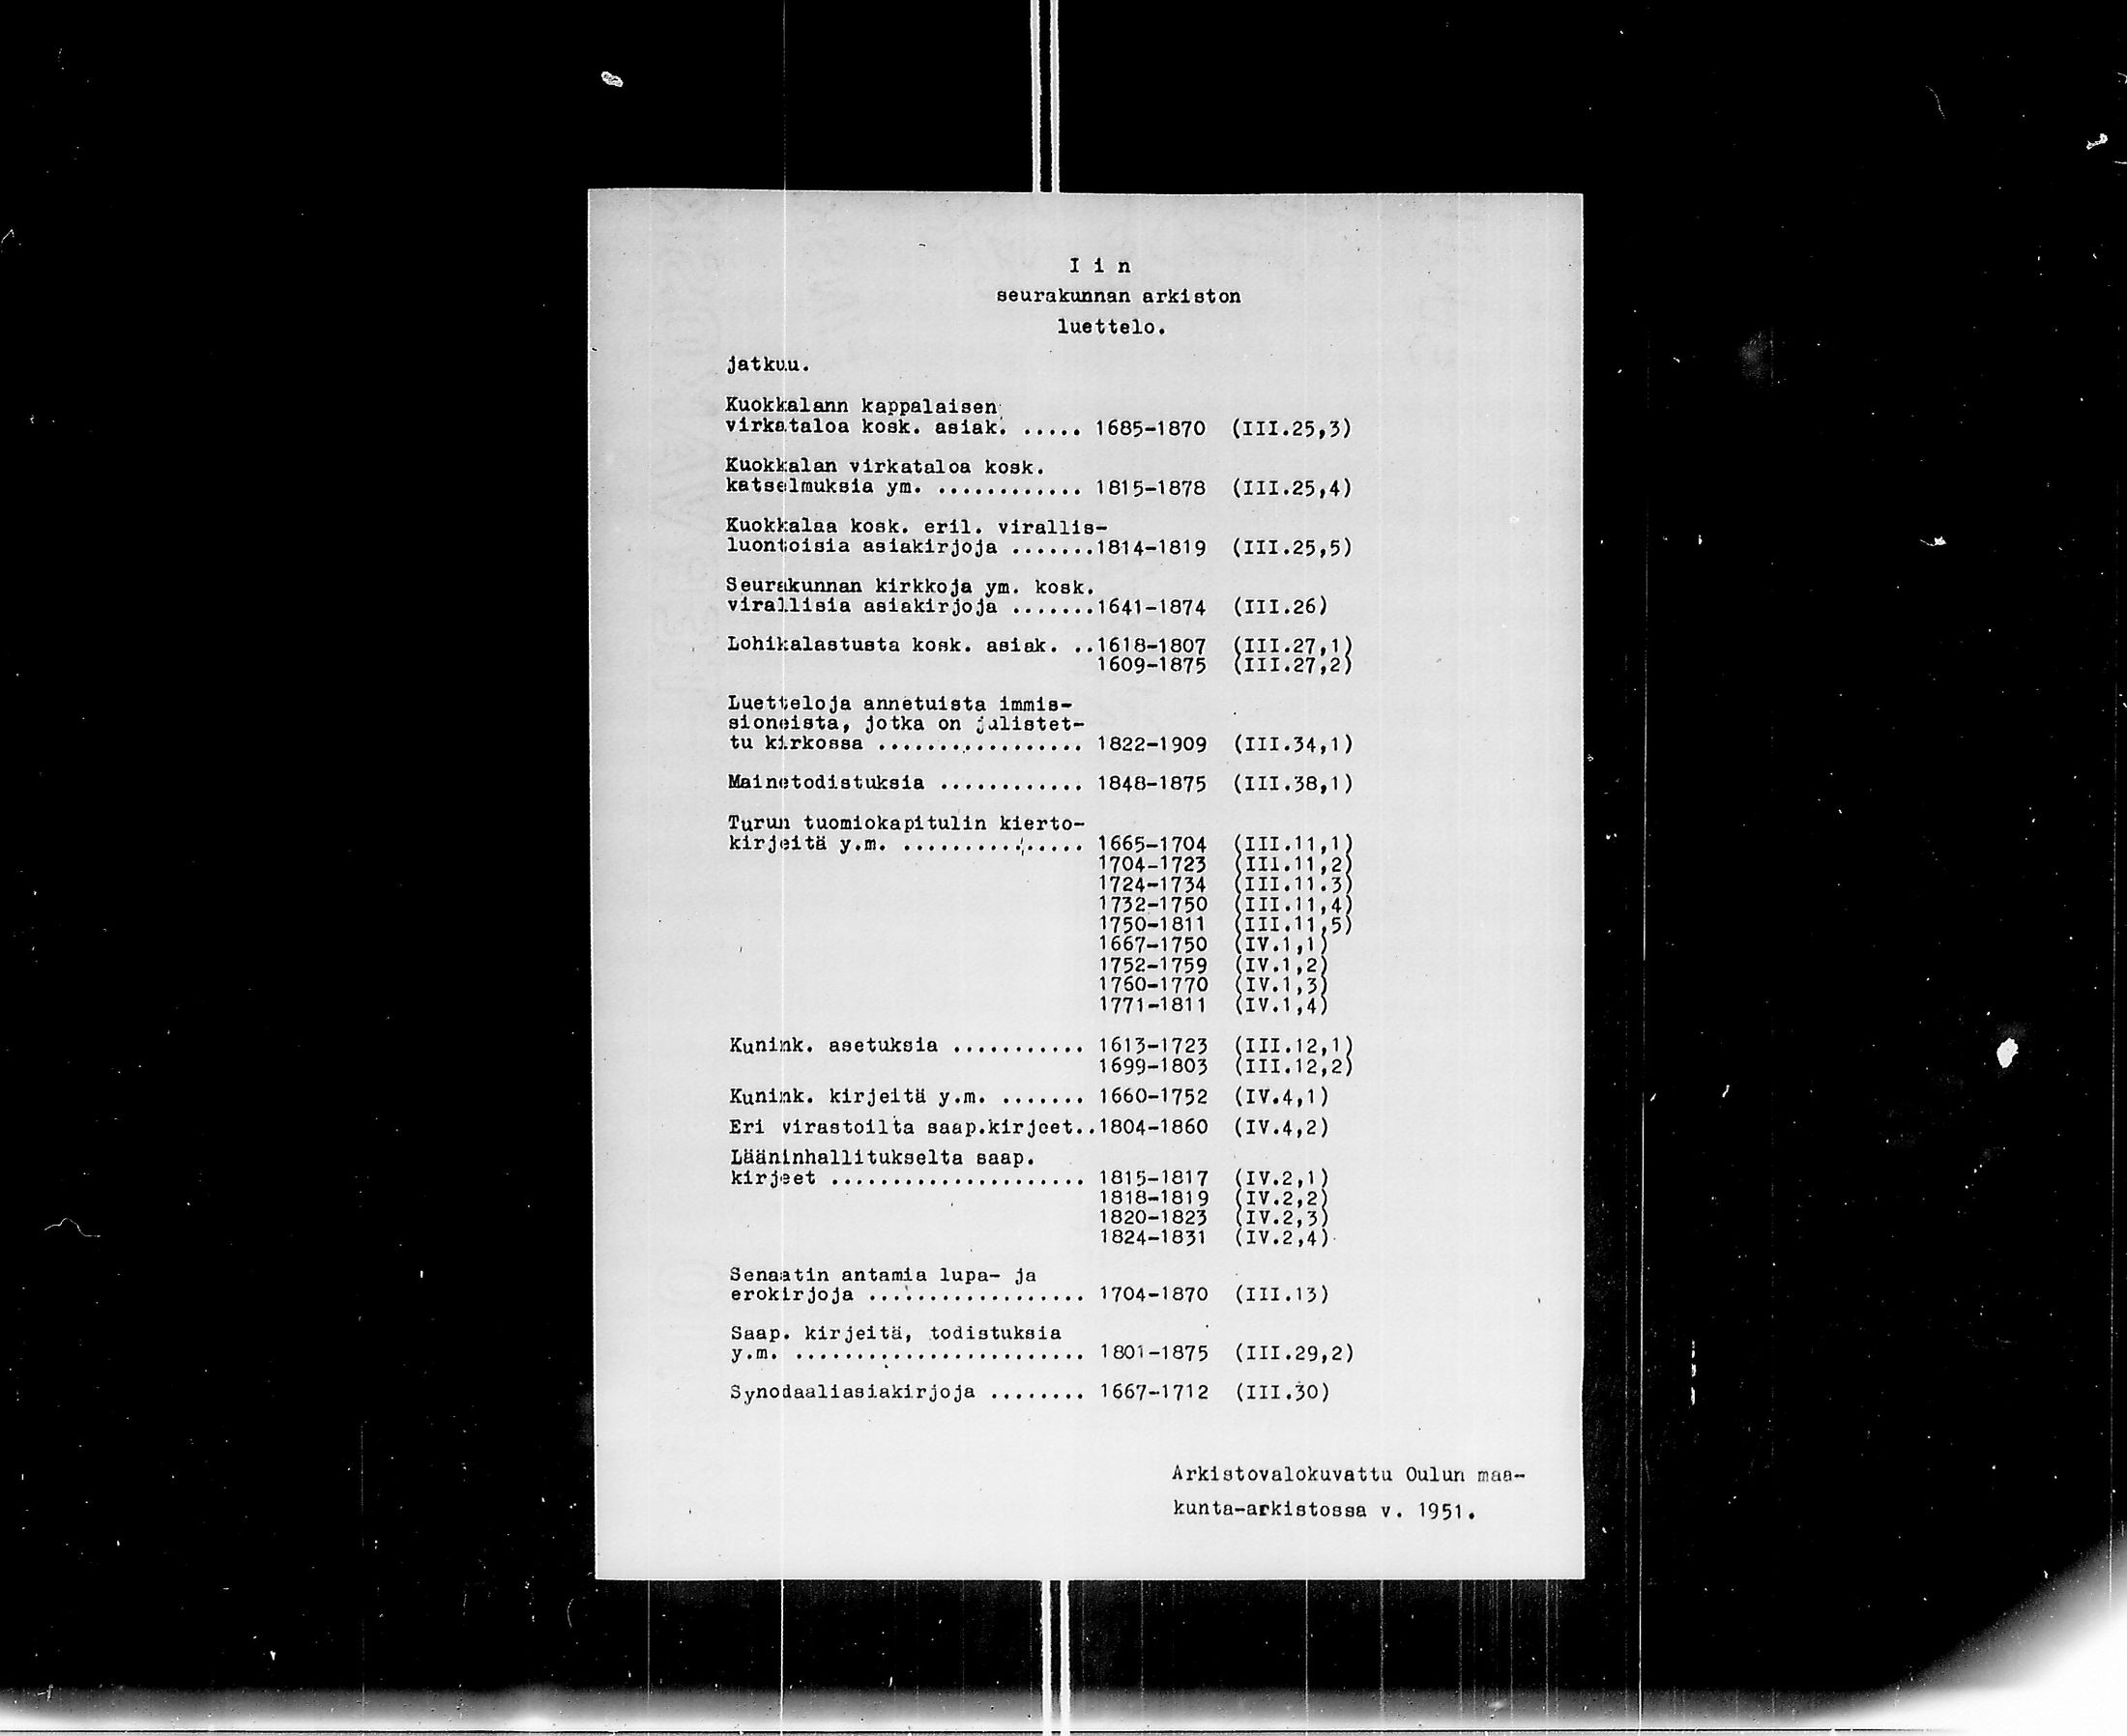 I i n
seurakunnan arkiston
luettelo.
jatkuu.
Kuokkalann kappalaisen
virkataloa kosk. asiak. ..... 1685-1870 (III.25,3)
Kuokkalan virkataloa kosk.
katselmuksia ym. ............ 1815-1878 (III.25,4)
Kuokkalaa kosk. eril. virallis-
luontoisia asiakirjoja .......1814-1819 (III.25,5)
Seurakunnan kirkkoja ym. kosk.
virallisia asiakirjoja .......1641-1874 (III.26)
Lohikalastusta kosk. asiak. ..1618-1807 (III.27,1)
1609-1875 (III.27,2)
Luetteloja annetuista immis-
sioneista, jotka on julistet-
tu kirkossa ................. 1822-1909 (III.34,1)
Mainetodistuksia ............ 1848-1875 (III.38,1)
Turun tuomiokapitulin kierto-
kirjeitä y.m. ............... 1665-1704 (III.11,1)
1704-1723 (III.11,2)
1724-1734 (III.11.3)
1732-1750 (III.11,4)
1750-1811 (III.11,5)
1667-1750 (IV.1,1)
1752-1759 (IV.1,2)
1760-1770 (IV.1,3)
1771-1811 (IV.1,4)
Kunink. asetuksia ........... 1613-1723 (III.12,1)
1699-1803 (III.12,2)
Kunink. kirjeitä y.m. ....... 1660-1752 (IV.4,1)
Eri virastoilta saap.kirjeet..1804-1860 (IV.4,2)
Lääninhallitukselta saap.
kirjeet ..................... 1815-1817 (IV.2,1)
1818-1819 (IV.2,2)
1820-1823 (IV.2,3)
1824-1831 (IV.2,4)
Senaatin antamia lupa- ja
erokirjoja .................. 1704-1870 (III.13)
Saap. kirjeitä, todistuksia
y.m. ........................ 1801-1875 (III.29,2)
Synodaaliasiakirjoja ........ 1667-1712 (III.30)
Arkistovalokuvattu Oulun maa-
kunta-arkistossa v. 1951.